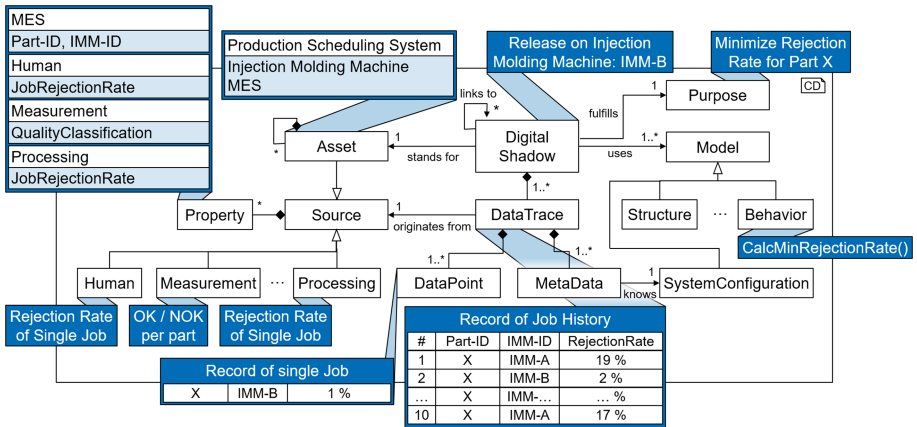 MES
Part-ID, IMM-ID
Human
JobRejectionRate
Measurement
QualityClassification
Processing
JobRejectionRate
Production Scheduling System
Injection Molding Machine
MES
Release on Injection
Molding Machine: IMM-B
Minimize Rejection
Rate for Part X
CD
links to
*
fulfills
1
Purpose
*
Asset
1
stands for
Digital
Shadow
uses
1..*
Model
1..*
Property
*
Source
1
originates from
DataTrace
Structure
...
Behavior
CalcMinRejectionRate()
1..*
1..*
Human
Measurement
...
Processing
DataPoint
MetaData
1
knows
SystemConfiguration
Rejection Rate
of Single Job
OK / NOK
per part
Rejection Rate
of Single Job
Record of single Job
X IMM-B 1 %
Record of Job History
# Part-ID IMM-ID RejectionRate
1 X IMM-A 19 %
2 X IMM-B 2 %
... X IMM-... ... %
10 X IMM-A 17 %